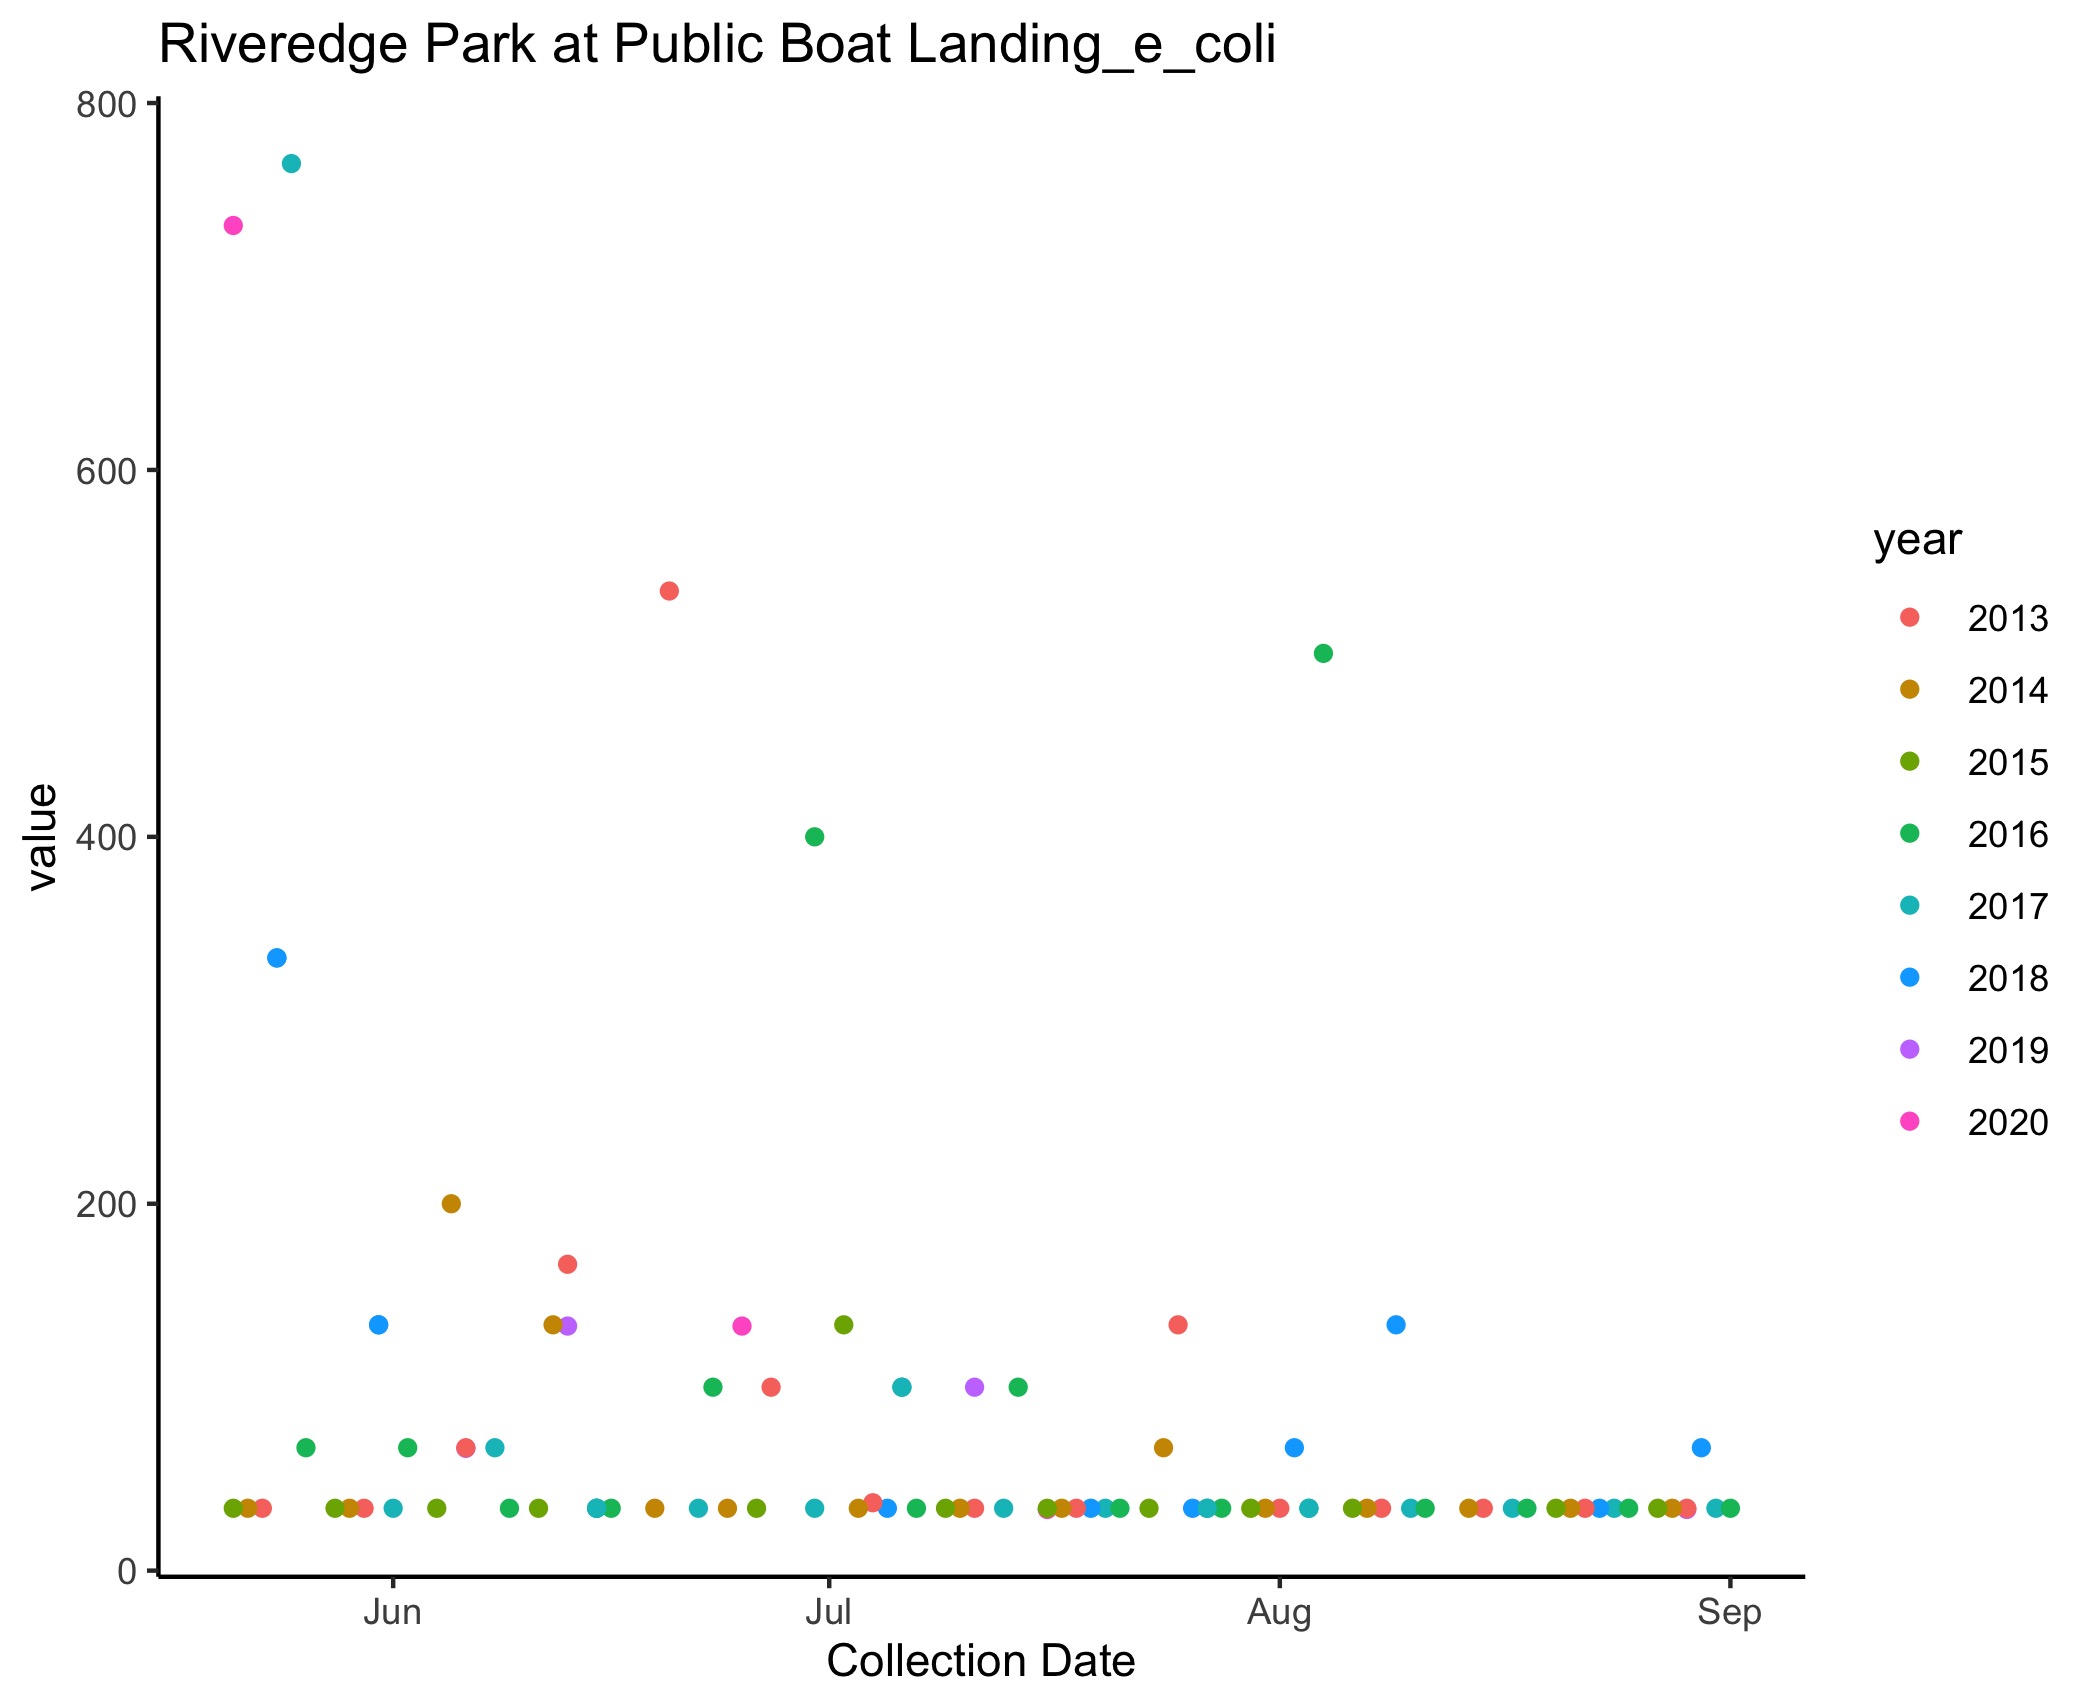 Riveredge Park at Public Boat Landing_e_coli
800
600
400
200
0
value
Jun
Jul
Aug
Sep
Collection Date
year
2013
2014
2015
2016
2017
2018
2019
2020